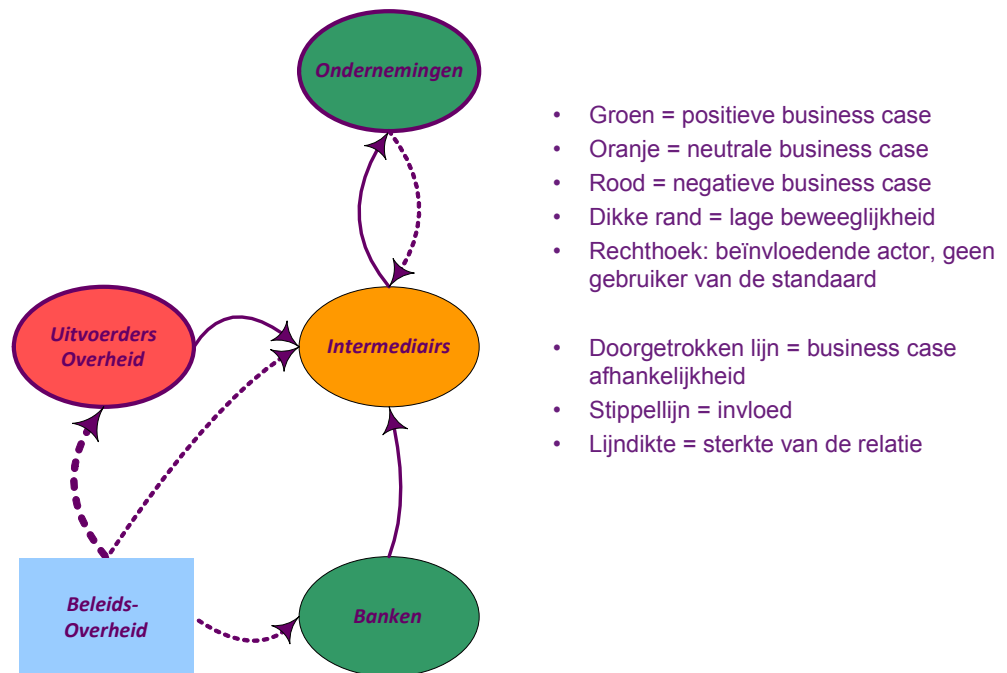 Ondernemingen
Uitvoerders
Overheid
Intermediairs
Beleids-
Overheid
Banken
• Groen = positieve business case
• Oranje = neutrale business case
• Rood = negatieve business case
• Dikke rand = lage beweeglijkheid
• Rechthoek: beïnvloedende actor, geen
gebruiker van de standaard
• Doorgetrokken lijn = business case
afhankelijkheid
• Stippellijn = invloed
• Lijndikte = sterkte van de relatie